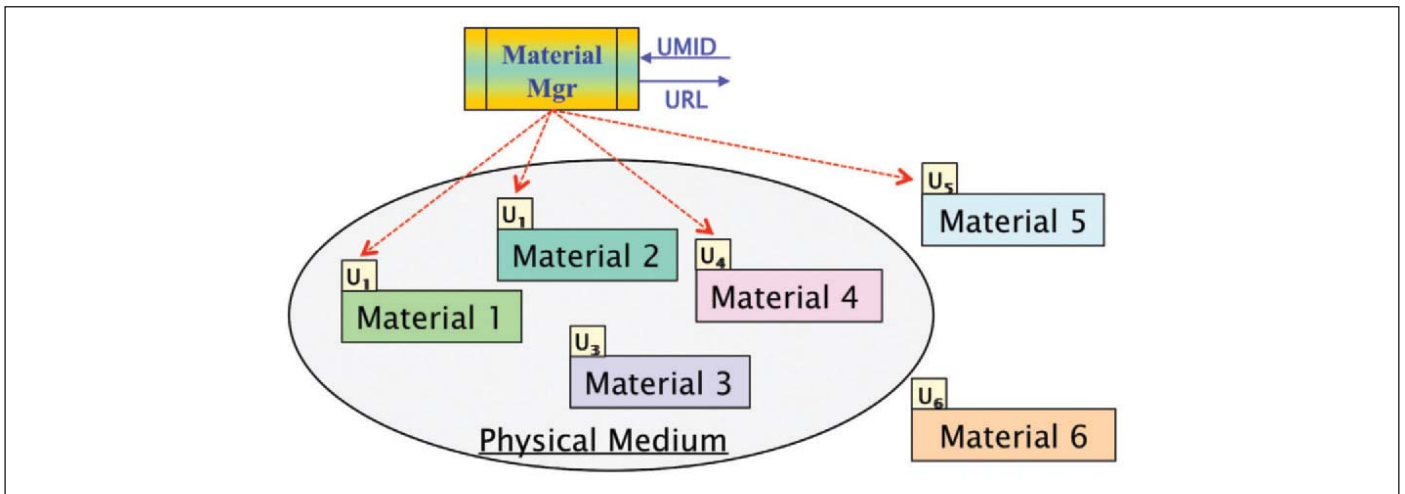 Material
Mgr
UMID
URL
U₅
Material 5
U₁
Material 2
U₄
Material 4
U₁
Material 1
U₃
Material 3
U₆
Material 6
Physical Medium